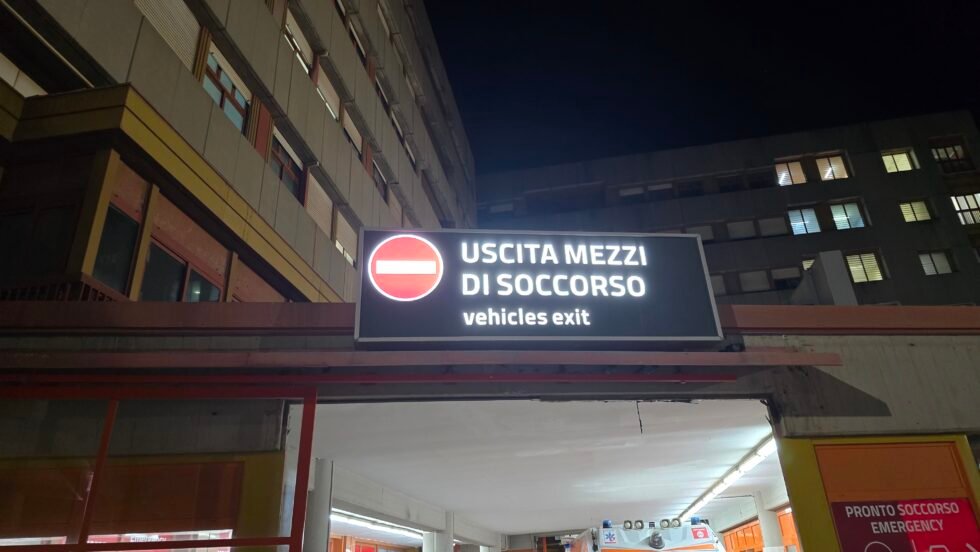 USCITA MEZZI
DI SOCCORSO
vehicles exit
PRONTO SOCCORSO
EMERGENCY